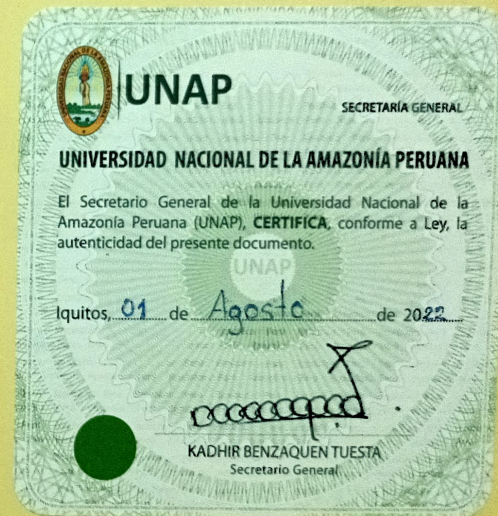 UNAP
SECRETARÍA GENERAL
UNIVERSIDAD NACIONAL DE LA AMAZONÍA PERUANA
El Secretario General de la Universidad Nacional de la
Amazonía Peruana (UNAP), CERTIFICA, conforme a Ley, la
autenticidad del presente documento.
UNAP
Iquitos, 01 de Agosto de 2022
KADHIR BENZAQUEN TUESTA
Secretario General